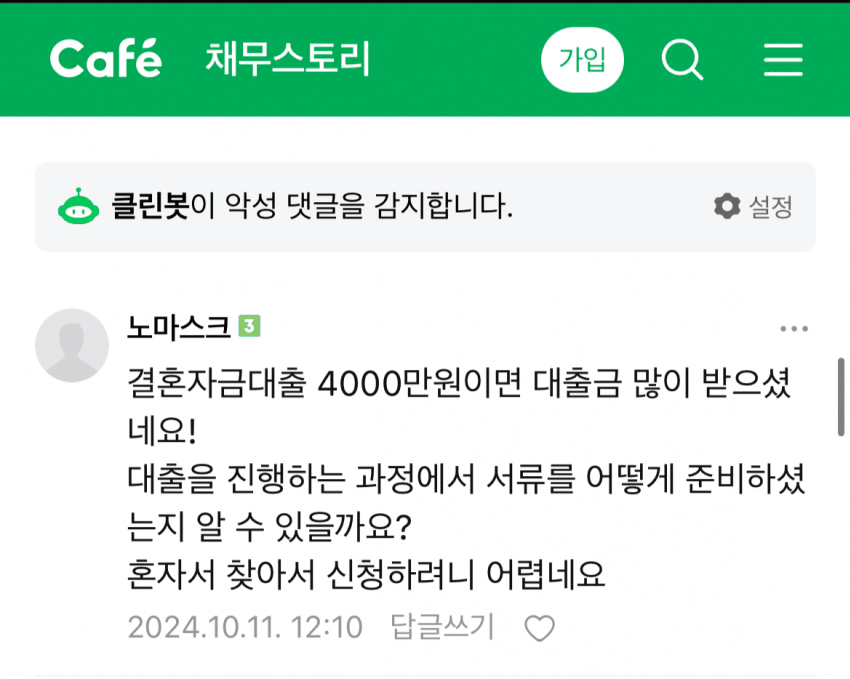 Café 채무스토리 가입
클린봇이 악성 댓글을 감지합니다. 설정
노마스크 3
결혼자금대출 4000만원이면 대출금 많이 받으셨
네요!
대출을 진행하는 과정에서 서류를 어떻게 준비하셨
는지 알 수 있을까요?
혼자서 찾아서 신청하려니 어렵네요
2024.10.11. 12:10 답글쓰기